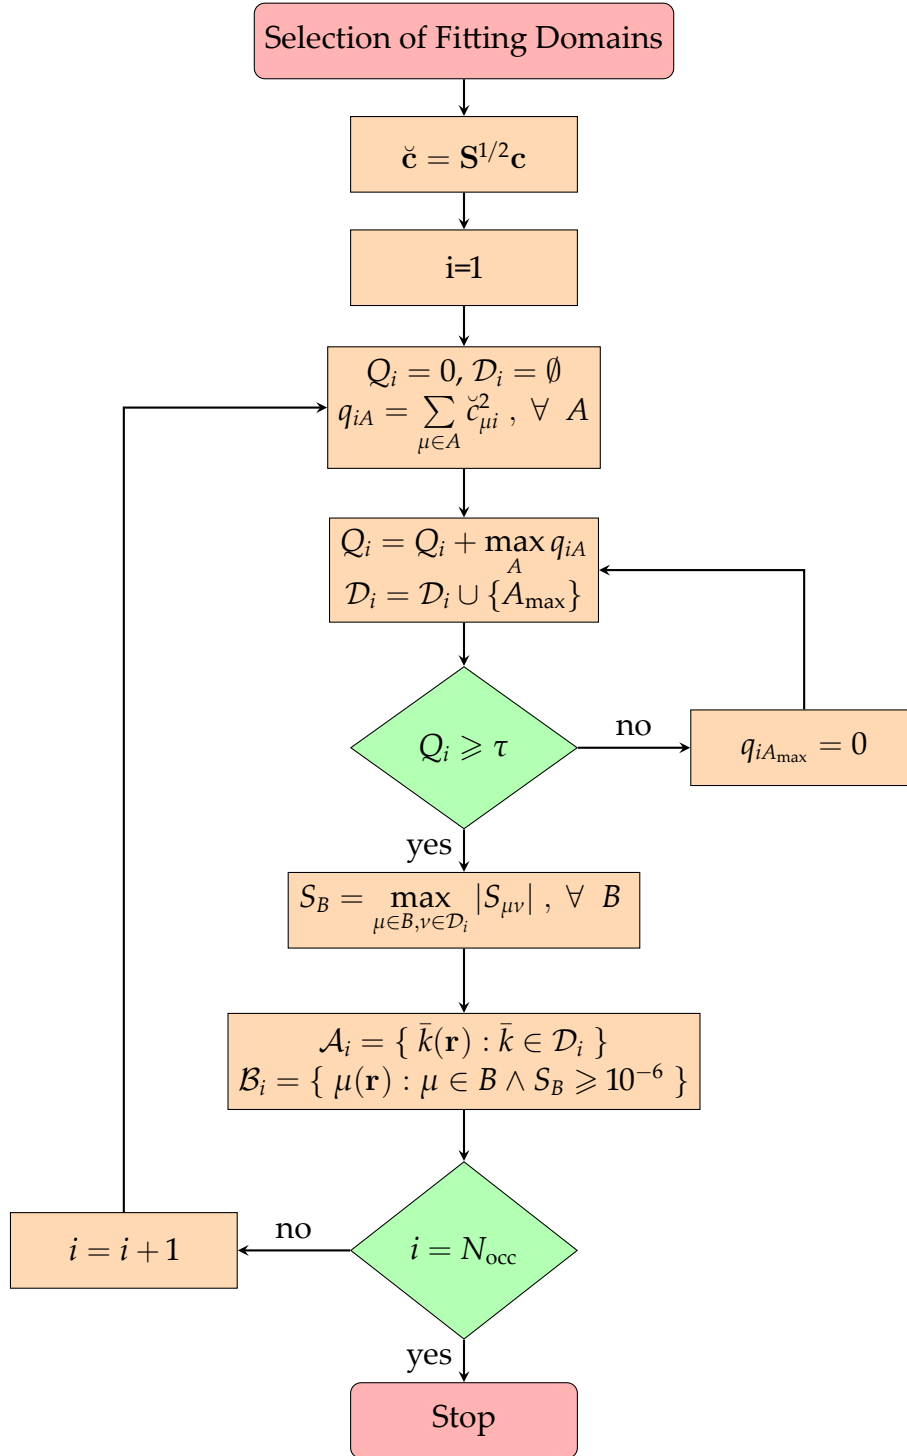 Selection of Fitting Domains
c̆ = S^{1/2}c
i=1
Q_i = 0, 𝒟_i = ∅
q_{iA} = ∑_{μ∈A} c̆²_{μi} , ∀ A
Q_i = Q_i + max_A q_{iA}
𝒟_i = 𝒟_i ∪ {A_max}
Q_i ⩾ τ
no
q_{iA_max} = 0
yes
S_B = max_{μ∈B,ν∈𝒟_i} |S_{μν}| , ∀ B
𝒜_i = { k̄(r) : k̄ ∈ 𝒟_i }
ℬ_i = { μ(r) : μ ∈ B ∧ S_B ⩾ 10^{−6} }
i = i + 1
no
i = N_occ
yes
Stop